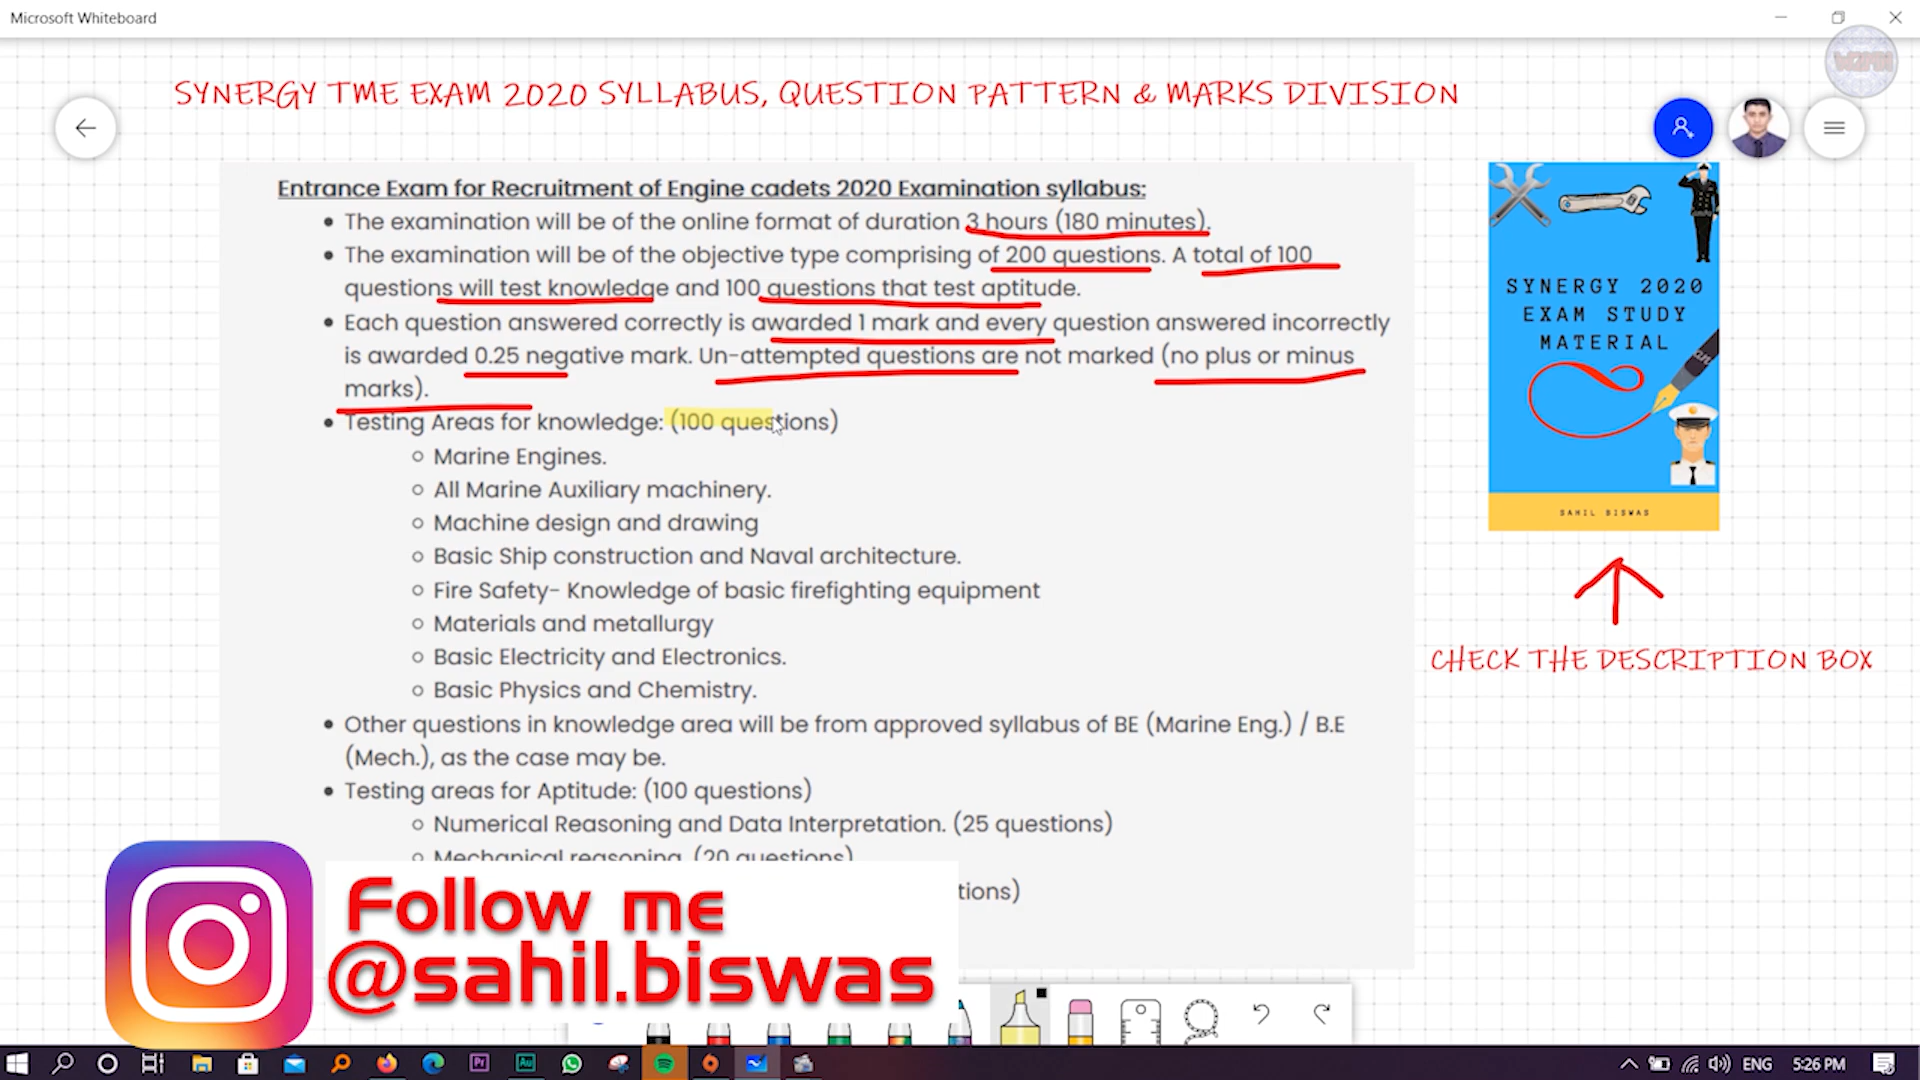 Microsoft Whiteboard
SYNERGY TME EXAM 2020 SYLLABUS, QUESTION PATTERN & MARKS DIVISION
Entrance Exam for Recruitment of Engine cadets 2020 Examination syllabus:
The examination will be of the online format of duration 3 hours (180 minutes).
The examination will be of the objective type comprising of 200 questions. A total of 100
questions will test knowledge and 100 questions that test aptitude.
Each question answered correctly is awarded 1 mark and every question answered incorrectly
is awarded 0.25 negative mark. Un-attempted questions are not marked (no plus or minus
marks).
Testing Areas for knowledge: (100 questions)
Marine Engines.
All Marine Auxiliary machinery.
Machine design and drawing
Basic Ship construction and Naval architecture.
Fire Safety- Knowledge of basic firefighting equipment
Materials and metallurgy
Basic Electricity and Electronics.
Basic Physics and Chemistry.
Other questions in knowledge area will be from approved syllabus of BE (Marine Eng.) / B.E
(Mech.), as the case may be.
Testing areas for Aptitude: (100 questions)
Numerical Reasoning and Data Interpretation. (25 questions)
Mechanical reasoning. (20 questions)
tions)
SYNERGY 2020
EXAM STUDY
MATERIAL
SAHIL BISWAS
CHECK THE DESCRIPTION BOX
Follow me
@sahil.biswas
Pr
Au
ENG
5:26 PM